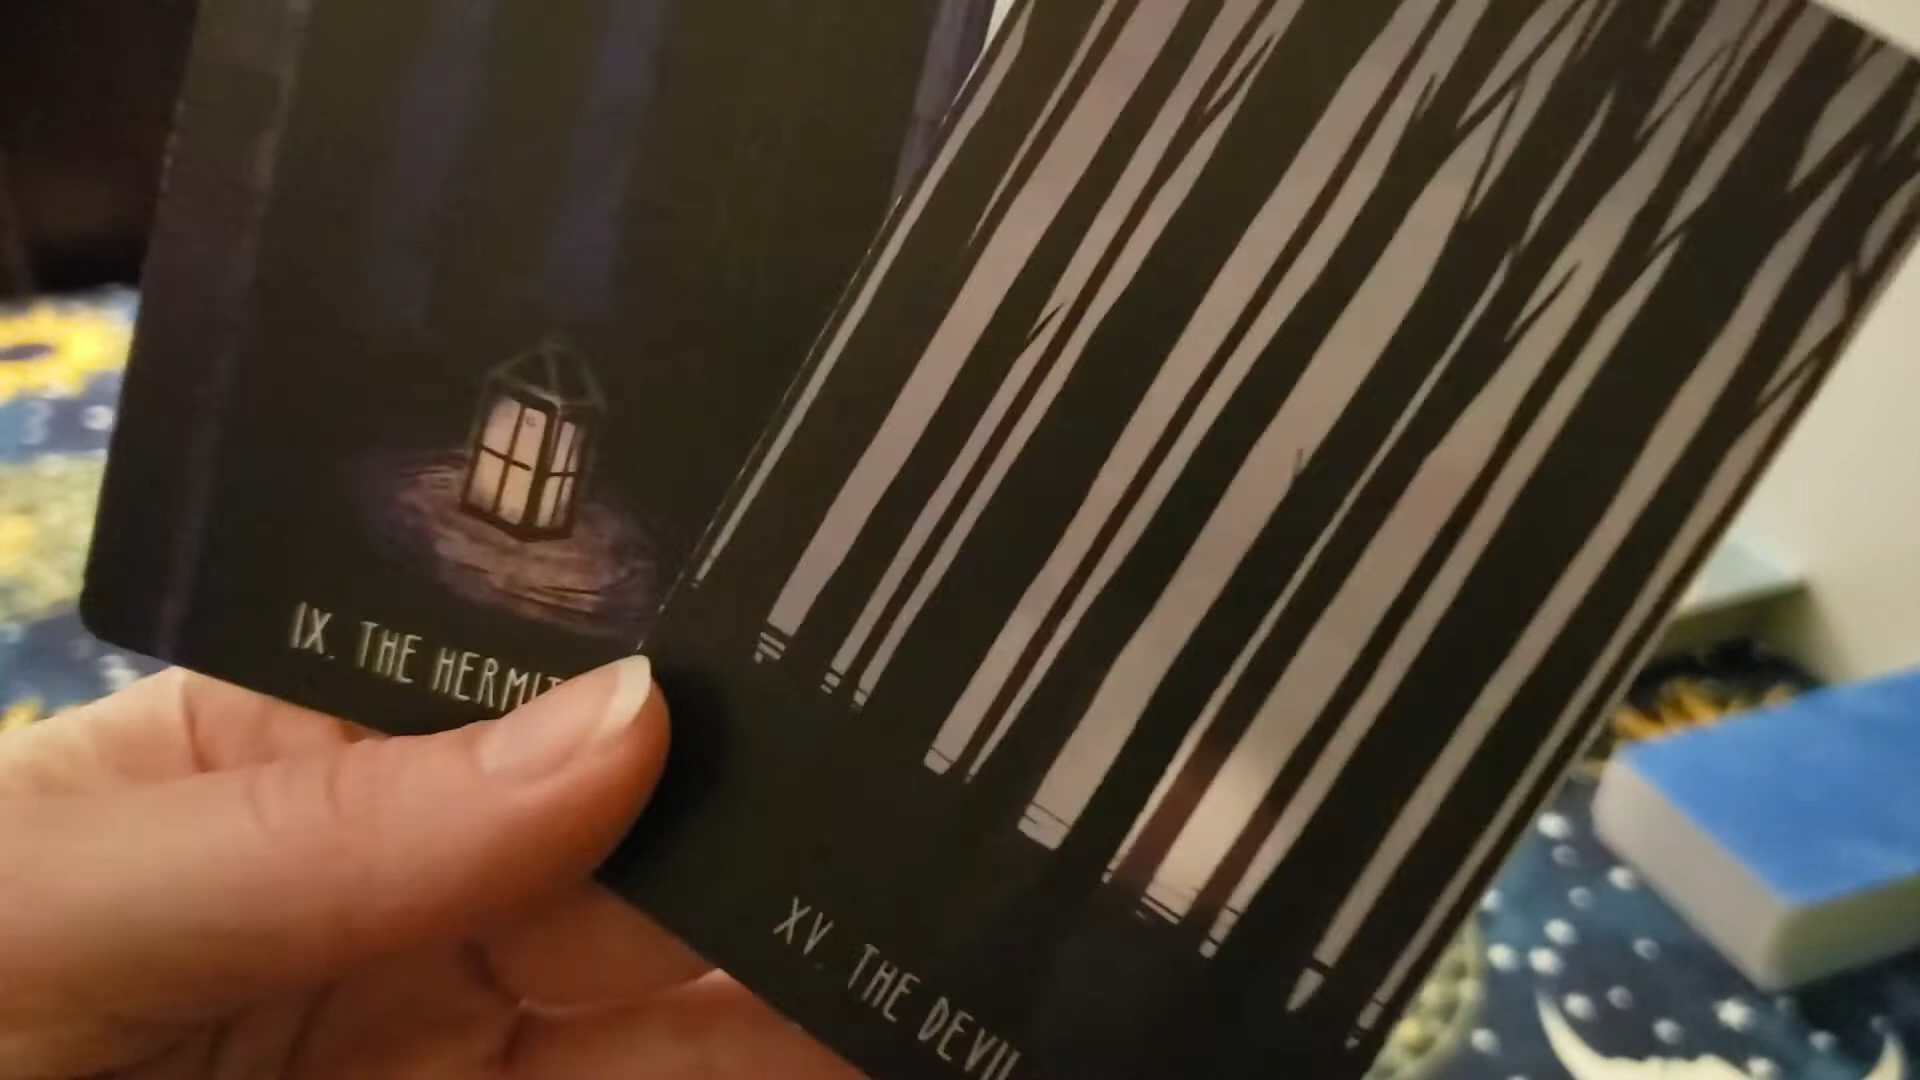 IX. THE HERMIT
XV. THE DEVIL